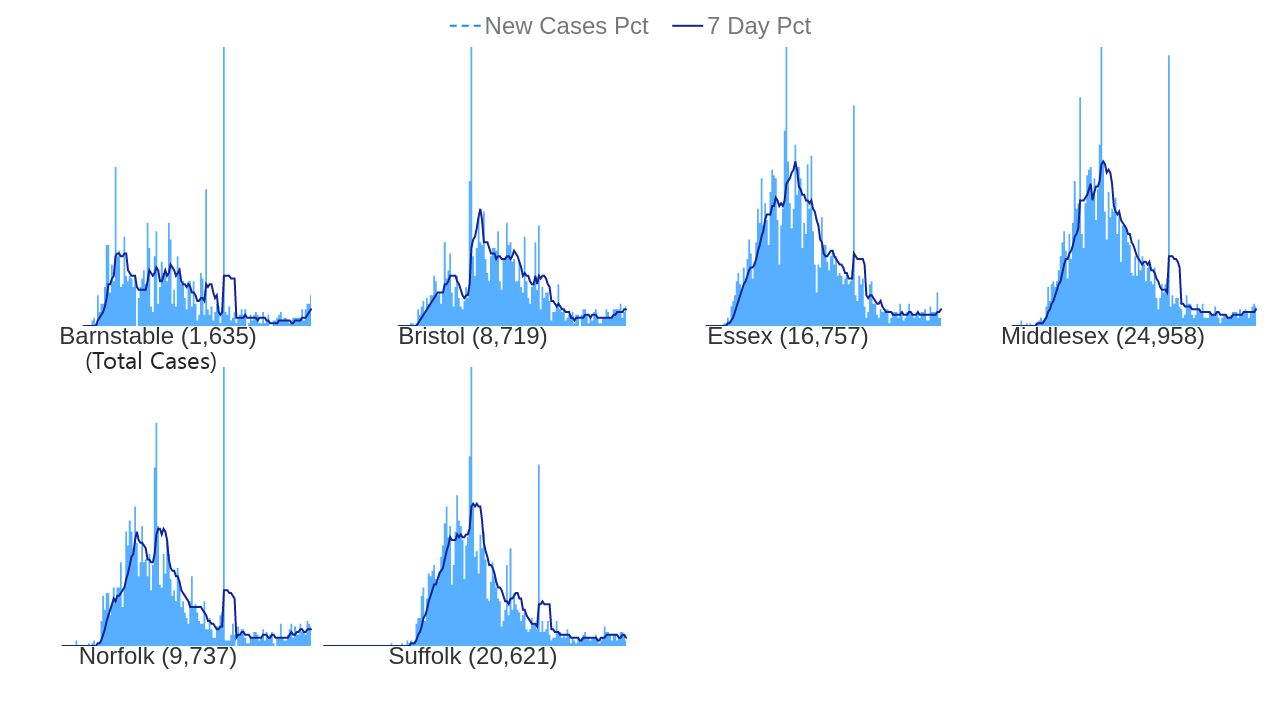 New Cases Pct 7 Day Pct
Barnstable (1,635) Bristol (8,719) Essex (16,757) Middlesex (24,958)
(Total Cases)
Norfolk (9,737) Suffolk (20,621)